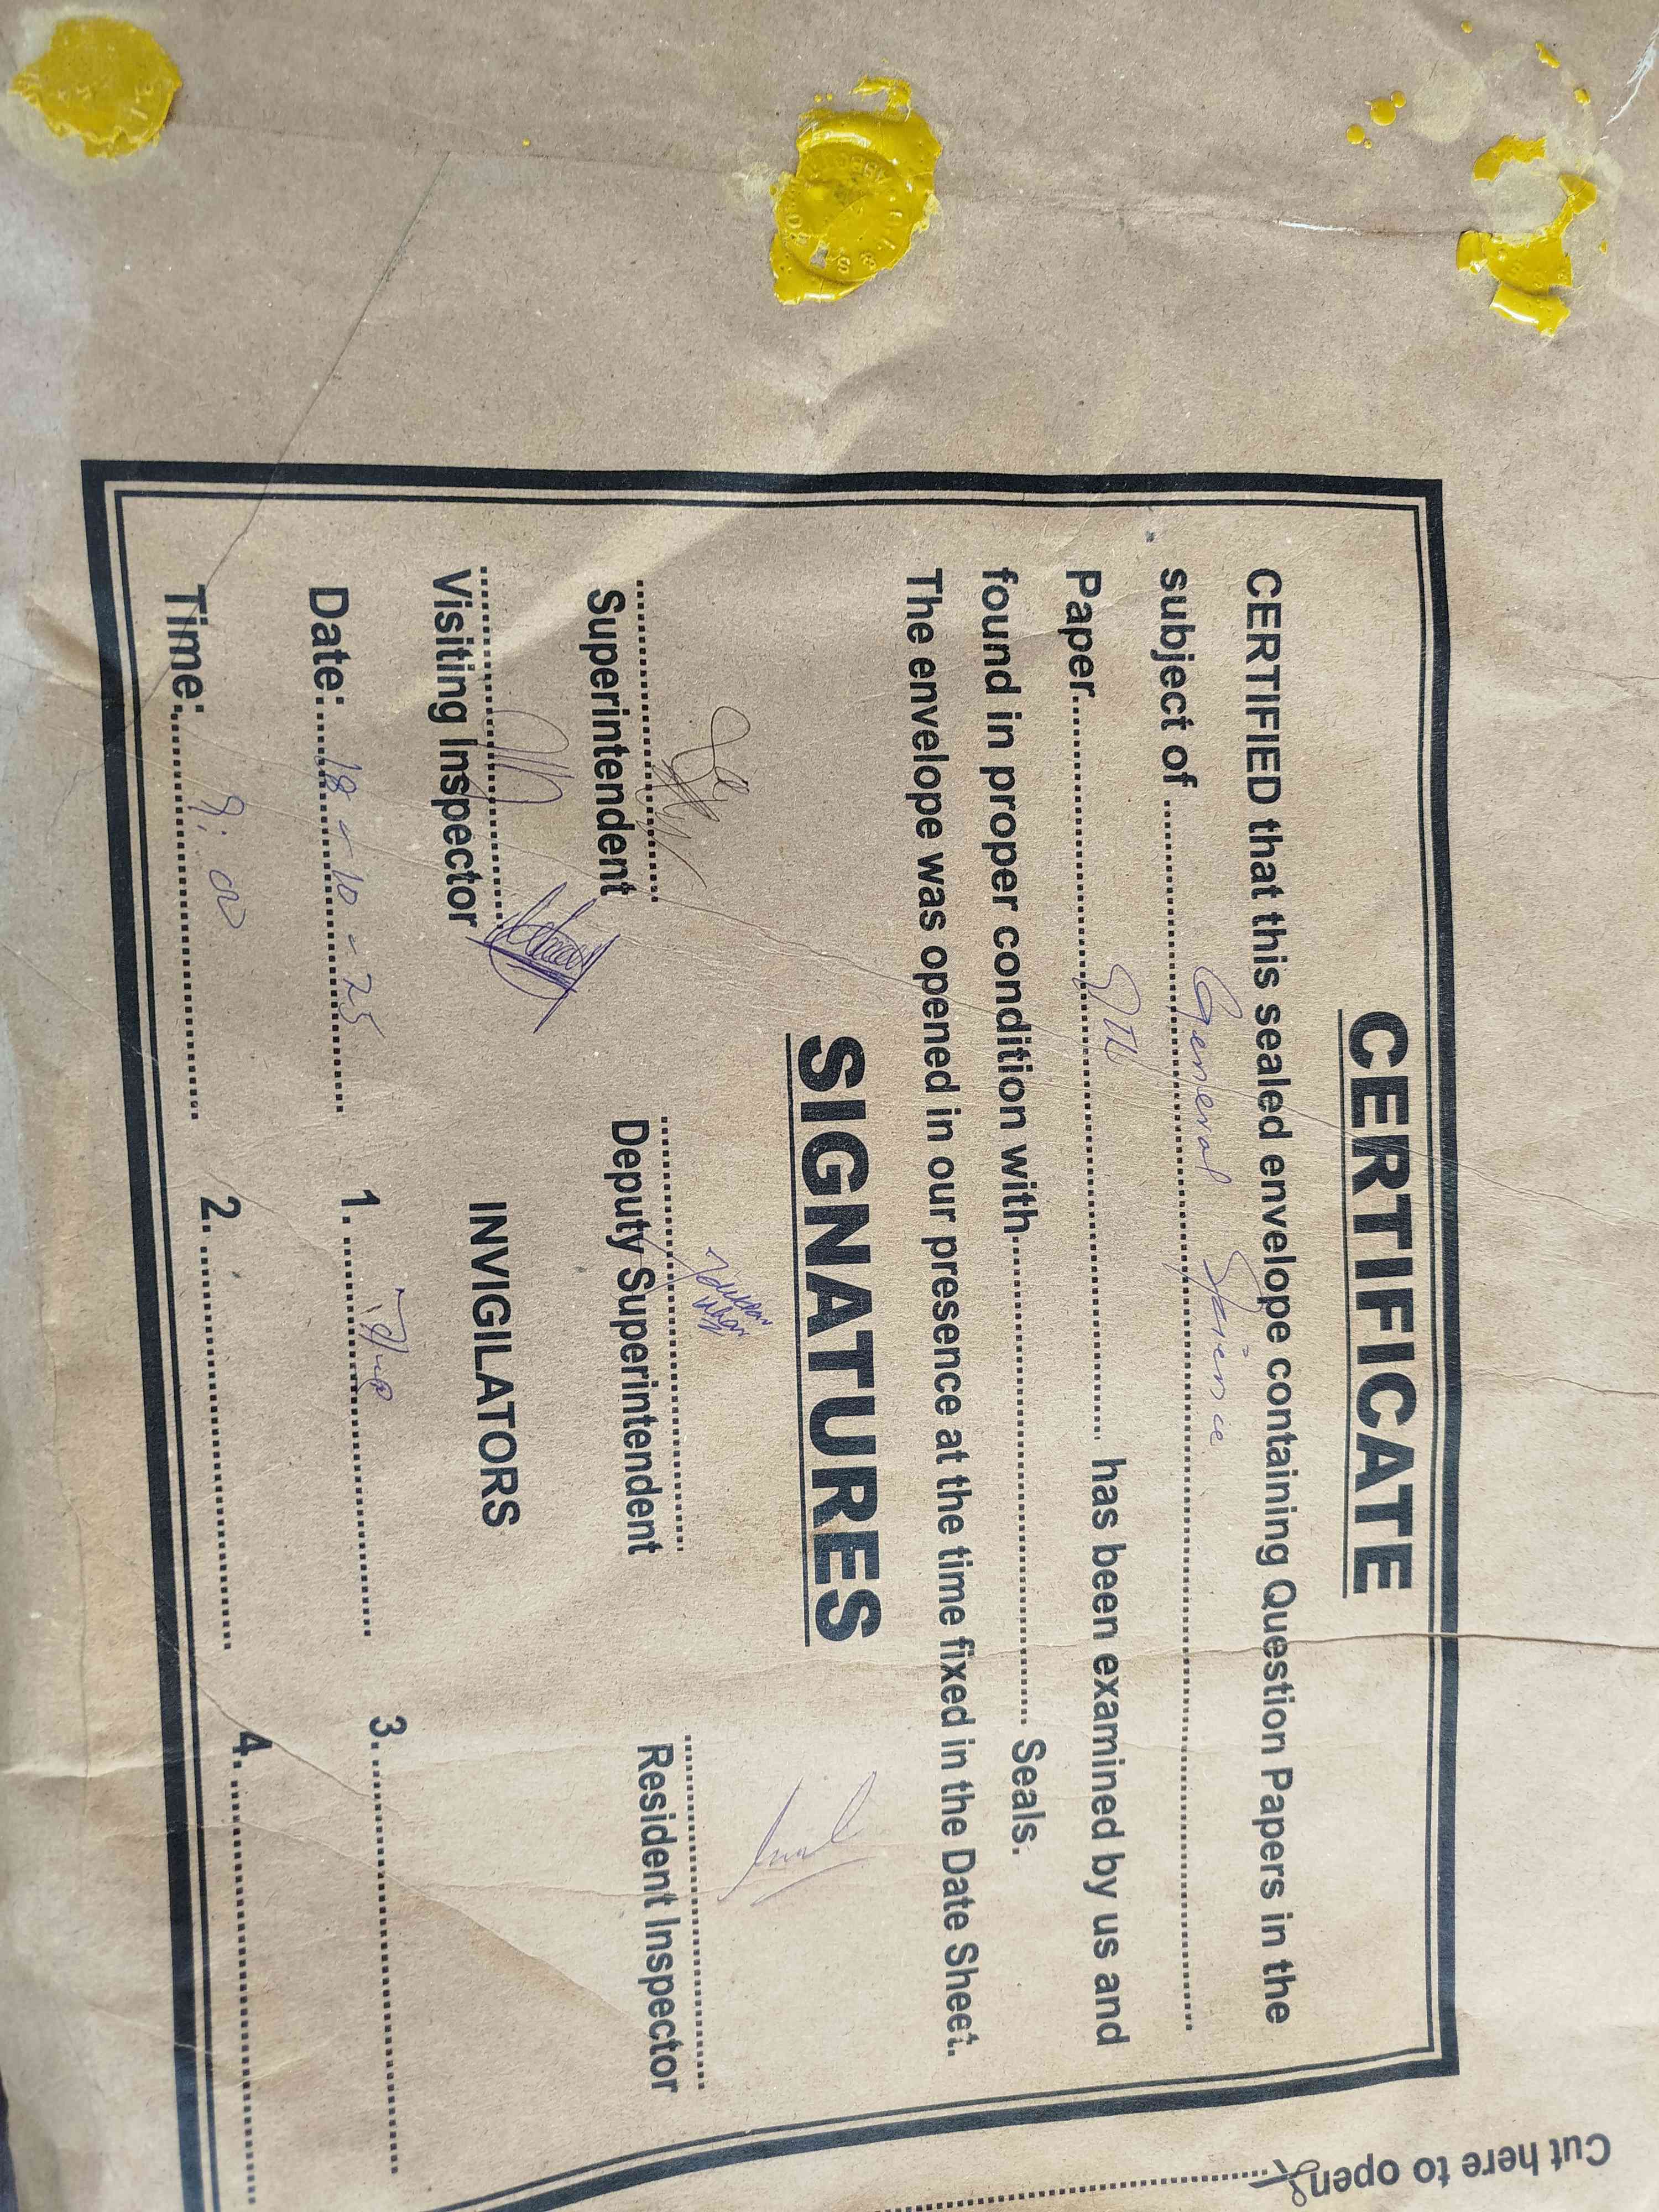 CERTIFICATE
CERTIFIED that this sealed envelope containing Question Papers in the
subject of General Science
Paper 9TH has been examined by us and
found in proper condition with Seals.
The envelope was opened in our presence at the time fixed in the Date Sheet.
SIGNATURES
Superintendent Deputy Superintendent Resident Inspector
Visiting Inspector INVIGILATORS
Date: 18-10-25 1. 3.
Time: 9:00 2. 4.
Cut here to open